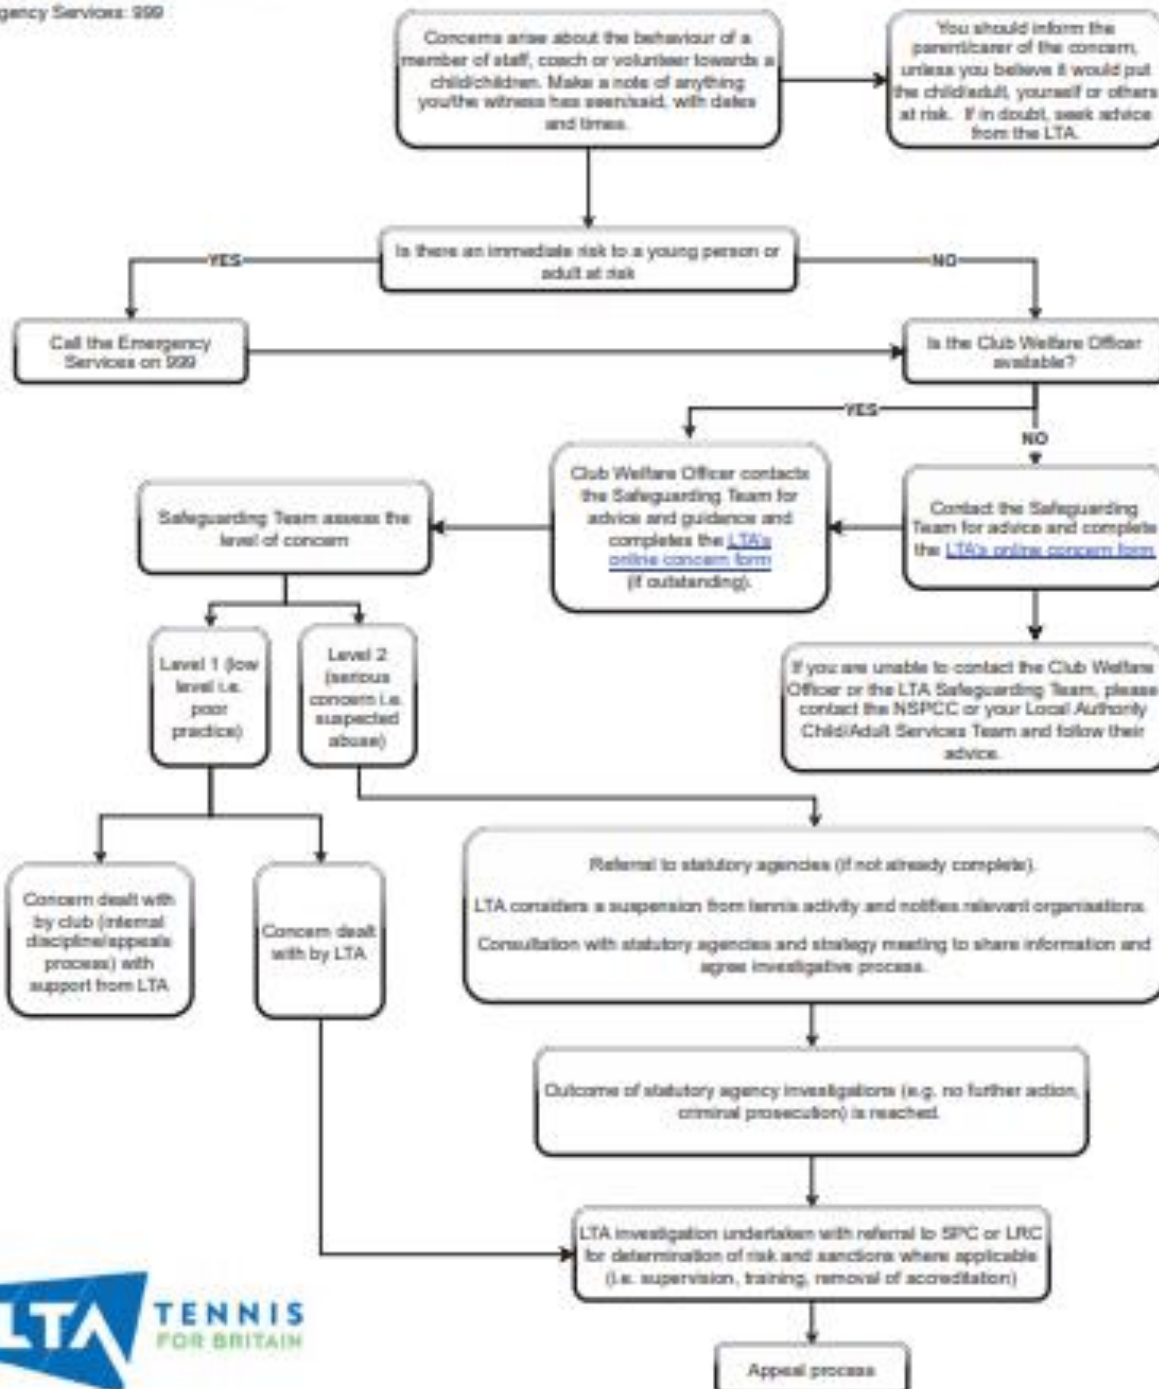 gency Services: 999
Concerns arise about the behaviour of a
member of staff, coach or volunteer towards a
child/children. Make a note of anything
you/the witness has seen/said, with dates
and times.
You should inform the
parent/carer of the concern,
unless you believe it would put
the child/adult, yourself or others
at risk. If in doubt, seek advice
from the LTA.
Is there an immediate risk to a young person or
adult at risk
YES
NO
Call the Emergency
Services on 999
Is the Club Welfare Officer
available?
YES
NO
Club Welfare Officer contacts
the Safeguarding Team for
advice and guidance and
completes the LTA's
online concern form
(if outstanding).
Contact the Safeguarding
Team for advice and complete
the LTA's online concern form
Safeguarding Team assess the
level of concern
Level 1 (low
level i.e.
poor
practice)
Level 2
(serious
concern i.e.
suspected
abuse)
If you are unable to contact the Club Welfare
Officer or the LTA Safeguarding Team, please
contact the NSPCC or your Local Authority
Child/Adult Services Team and follow their
advice.
Concern dealt with
by club (internal
discipline/appeals
process) with
support from LTA
Concern dealt
with by LTA
Referral to statutory agencies (if not already complete).
LTA considers a suspension from tennis activity and notifies relevant organisations.
Consultation with statutory agencies and strategy meeting to share information and
agree investigative process.
Outcome of statutory agency investigations (e.g. no further action,
criminal prosecution) is reached.
LTA investigation undertaken with referral to SPC or LRC
for determination of risk and sanctions where applicable
(i.e. supervision, training, removal of accreditation)
Appeal process
LTA TENNIS
FOR BRITAIN